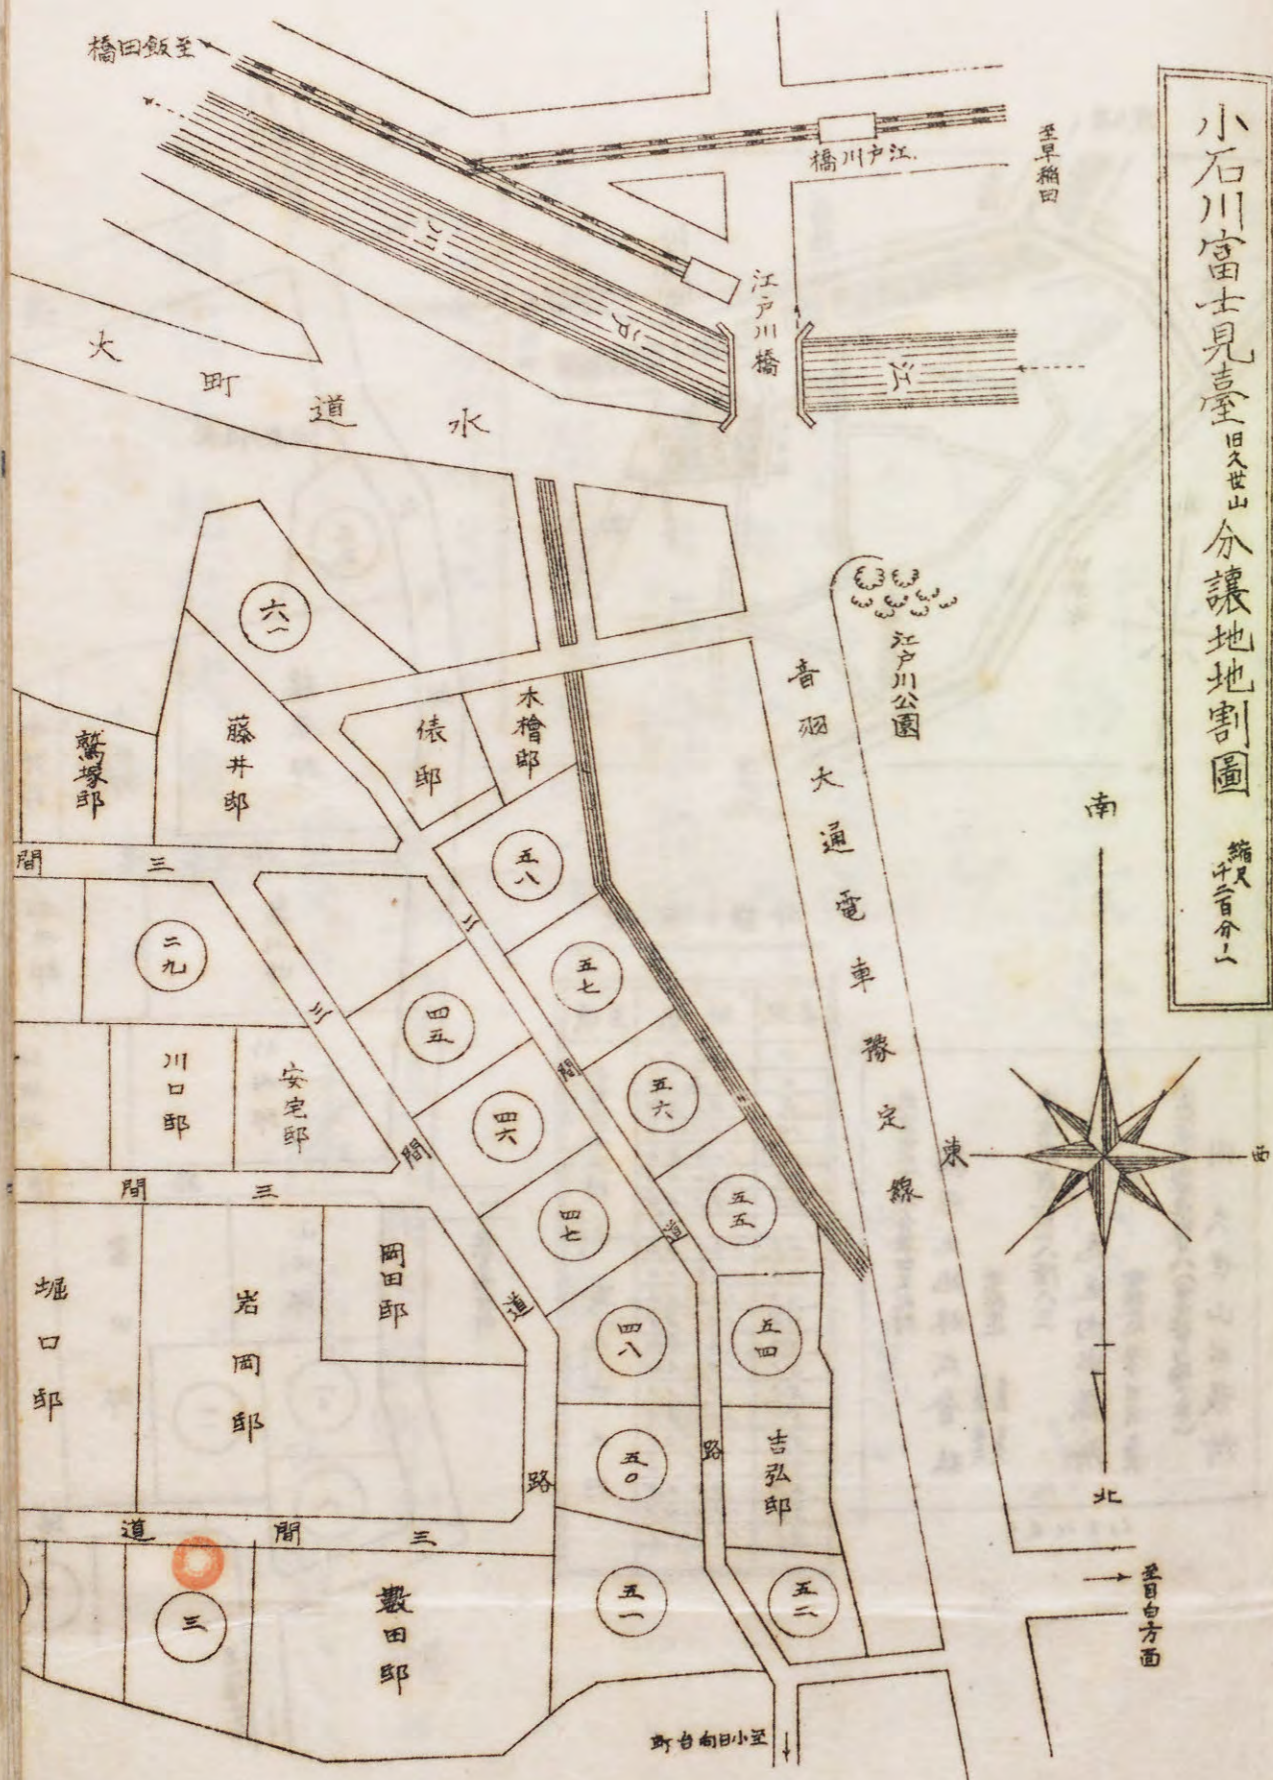 小石川富士見臺旧久世山分譲地地割圖
縮尺千二百分ノ一
至飯田橋
江戸川橋
至早稲田
江戸川橋
江戸川
水道町
江戸川公園
音羽大通電車豫定線
南
東
西
北
至目白方面
至小日向台町
六一
木檜邸
俵邸
藤井邸
鷲塚邸
三間
五八
五七
五六
五五
五四
吉弘邸
五二
二間道路
四五
四六
四七
四八
五〇
五一
三間道路
二九
安宅邸
川口邸
三間
岡田邸
岩岡邸
堀口邸
三間道
三